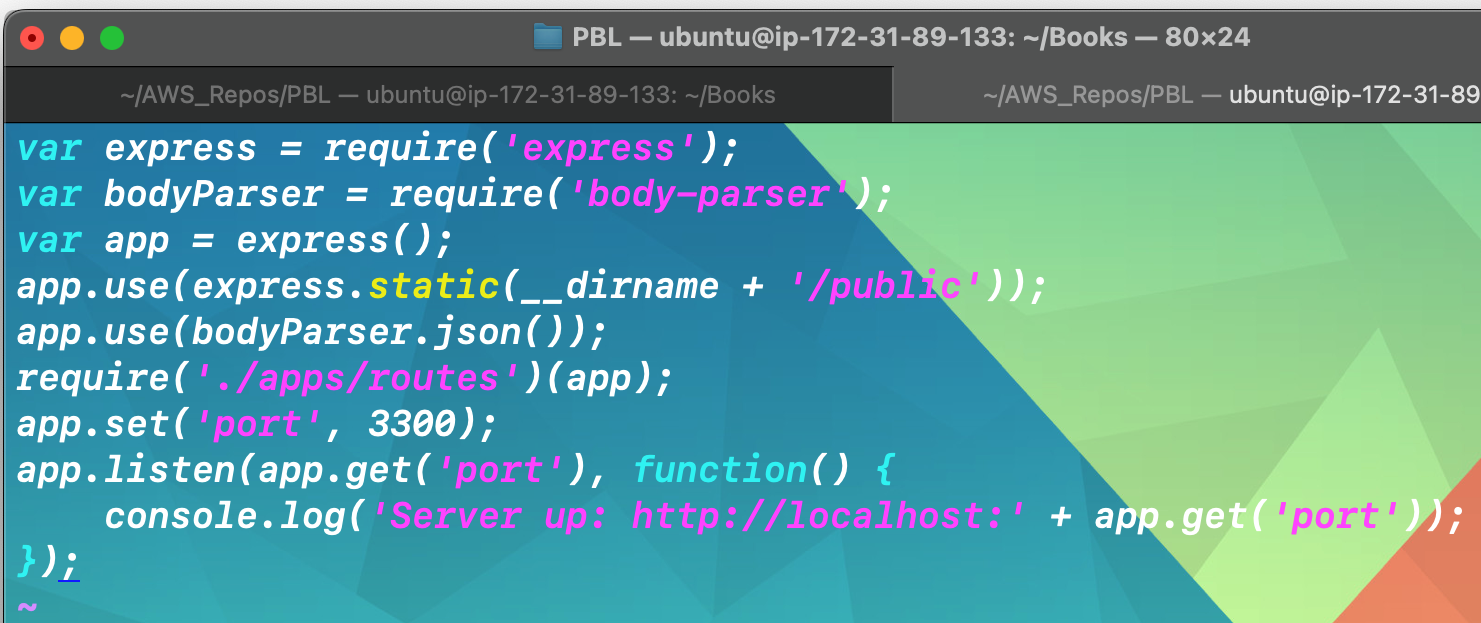 PBL — ubuntu@ip-172-31-89-133: ~/Books — 80×24
~/AWS_Repos/PBL — ubuntu@ip-172-31-89-133: ~/Books
~/AWS_Repos/PBL — ubuntu@ip-172-31-89
var express = require('express');
var bodyParser = require('body-parser');
var app = express();
app.use(express.static(__dirname + '/public'));
app.use(bodyParser.json());
require('./apps/routes')(app);
app.set('port', 3300);
app.listen(app.get('port'), function() {
    console.log('Server up: http://localhost:' + app.get('port'));
});
~